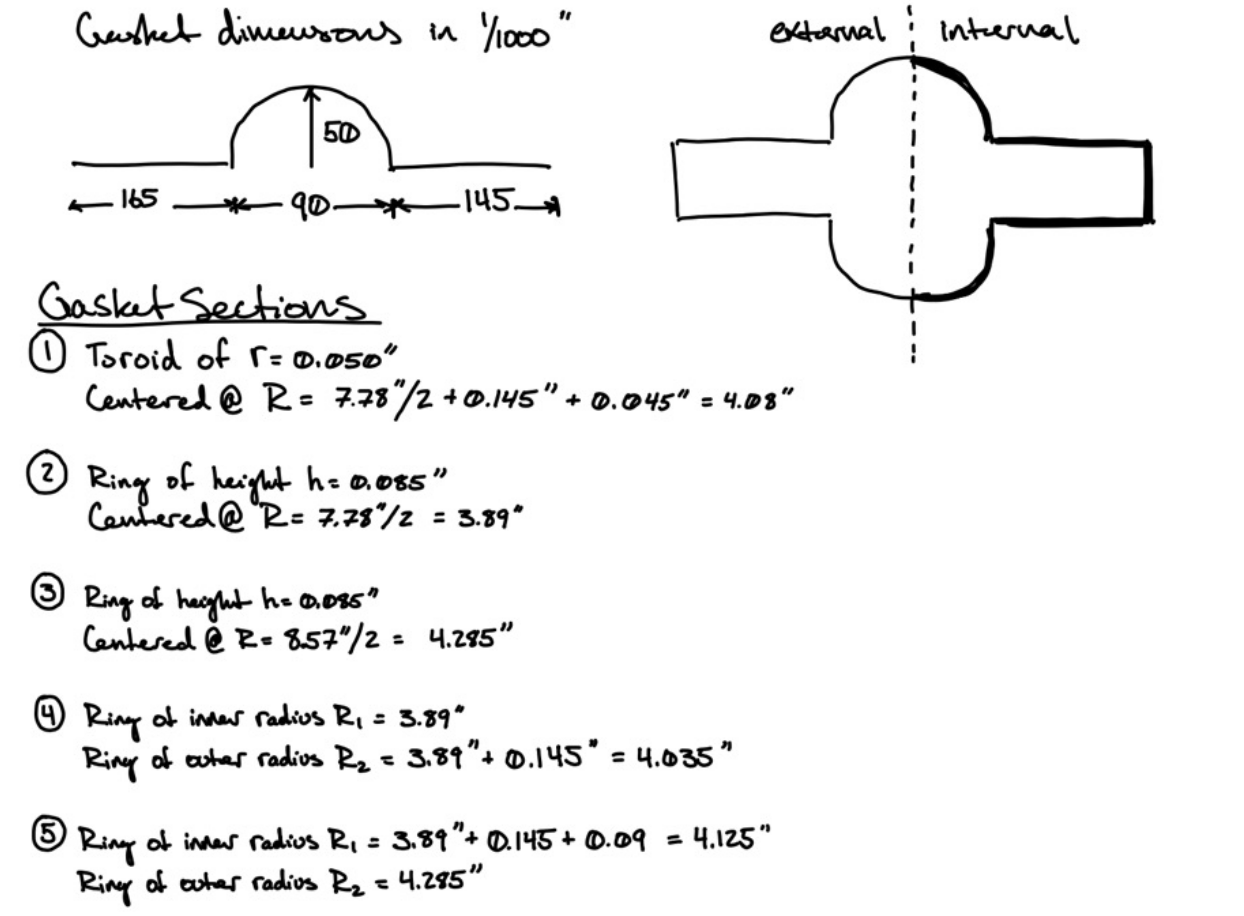 Gasket dimensions in 1/1000"
external internal
50
165 90 145
Gasket Sections
① Toroid of r= 0.050"
Centered @ R = 7.78"/2 + 0.145" + 0.045" = 4.08"
② Ring of height h= 0.085"
Centered @ R= 7.78"/2 = 3.89"
③ Ring of height h= 0.085"
Centered @ R= 8.57"/2 = 4.285"
④ Ring of inner radius R₁ = 3.89"
Ring of outer radius R₂ = 3.89"+ 0.145" = 4.035"
⑤ Ring of inner radius R₁ = 3.89"+ 0.145 + 0.09 = 4.125"
Ring of outer radius R₂ = 4.285"